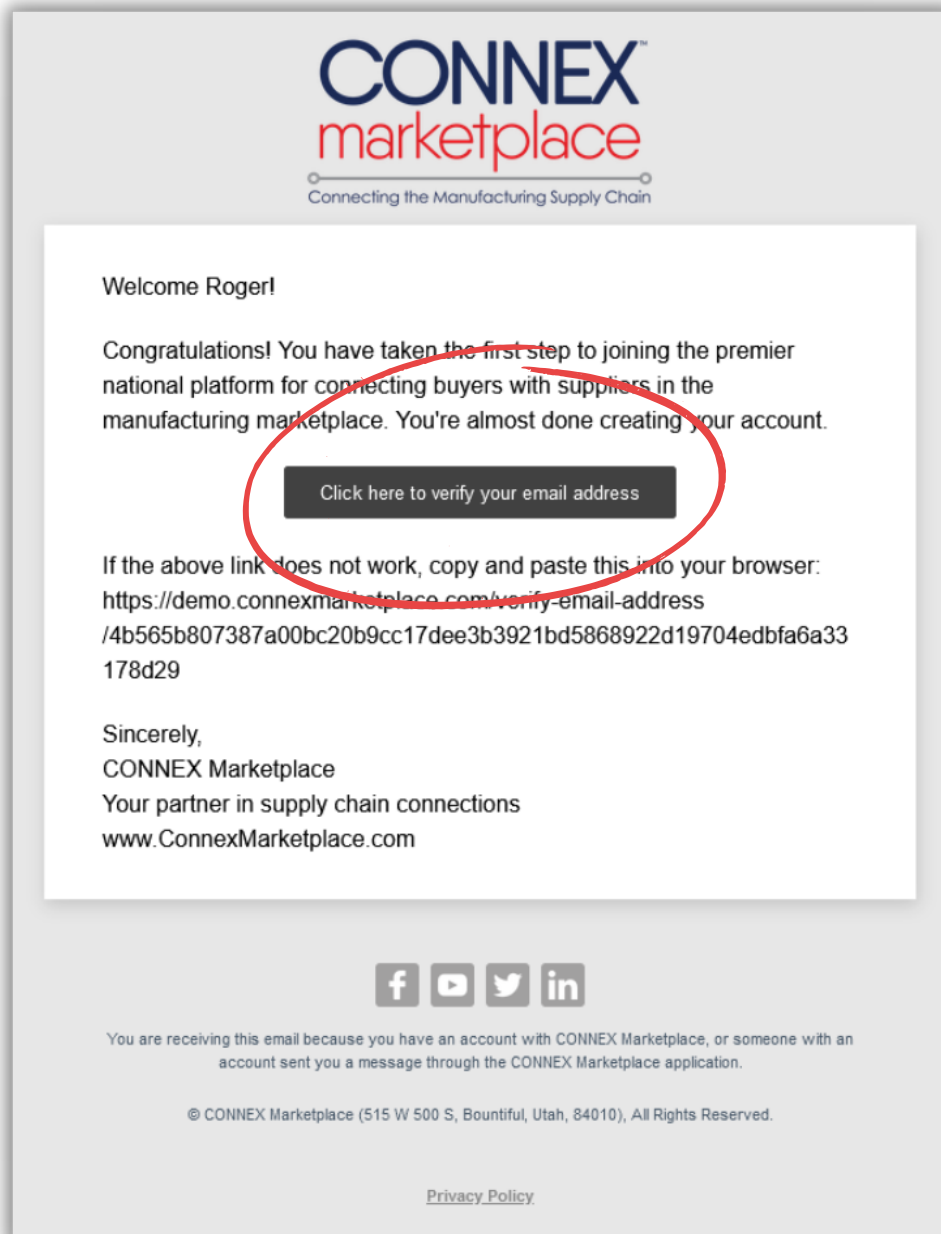 CONNEX™
marketplace
Connecting the Manufacturing Supply Chain
Welcome Roger!
Congratulations! You have taken the first step to joining the premier
national platform for connecting buyers with suppliers in the
manufacturing marketplace. You're almost done creating your account.
Click here to verify your email address
If the above link does not work, copy and paste this into your browser:
https://demo.connexmarketplace.com/verify-email-address
/4b565b807387a00bc20b9cc17dee3b3921bd5868922d19704edbfa6a33
178d29
Sincerely,
CONNEX Marketplace
Your partner in supply chain connections
www.ConnexMarketplace.com
You are receiving this email because you have an account with CONNEX Marketplace, or someone with an
account sent you a message through the CONNEX Marketplace application.
© CONNEX Marketplace (515 W 500 S, Bountiful, Utah, 84010), All Rights Reserved.
Privacy Policy